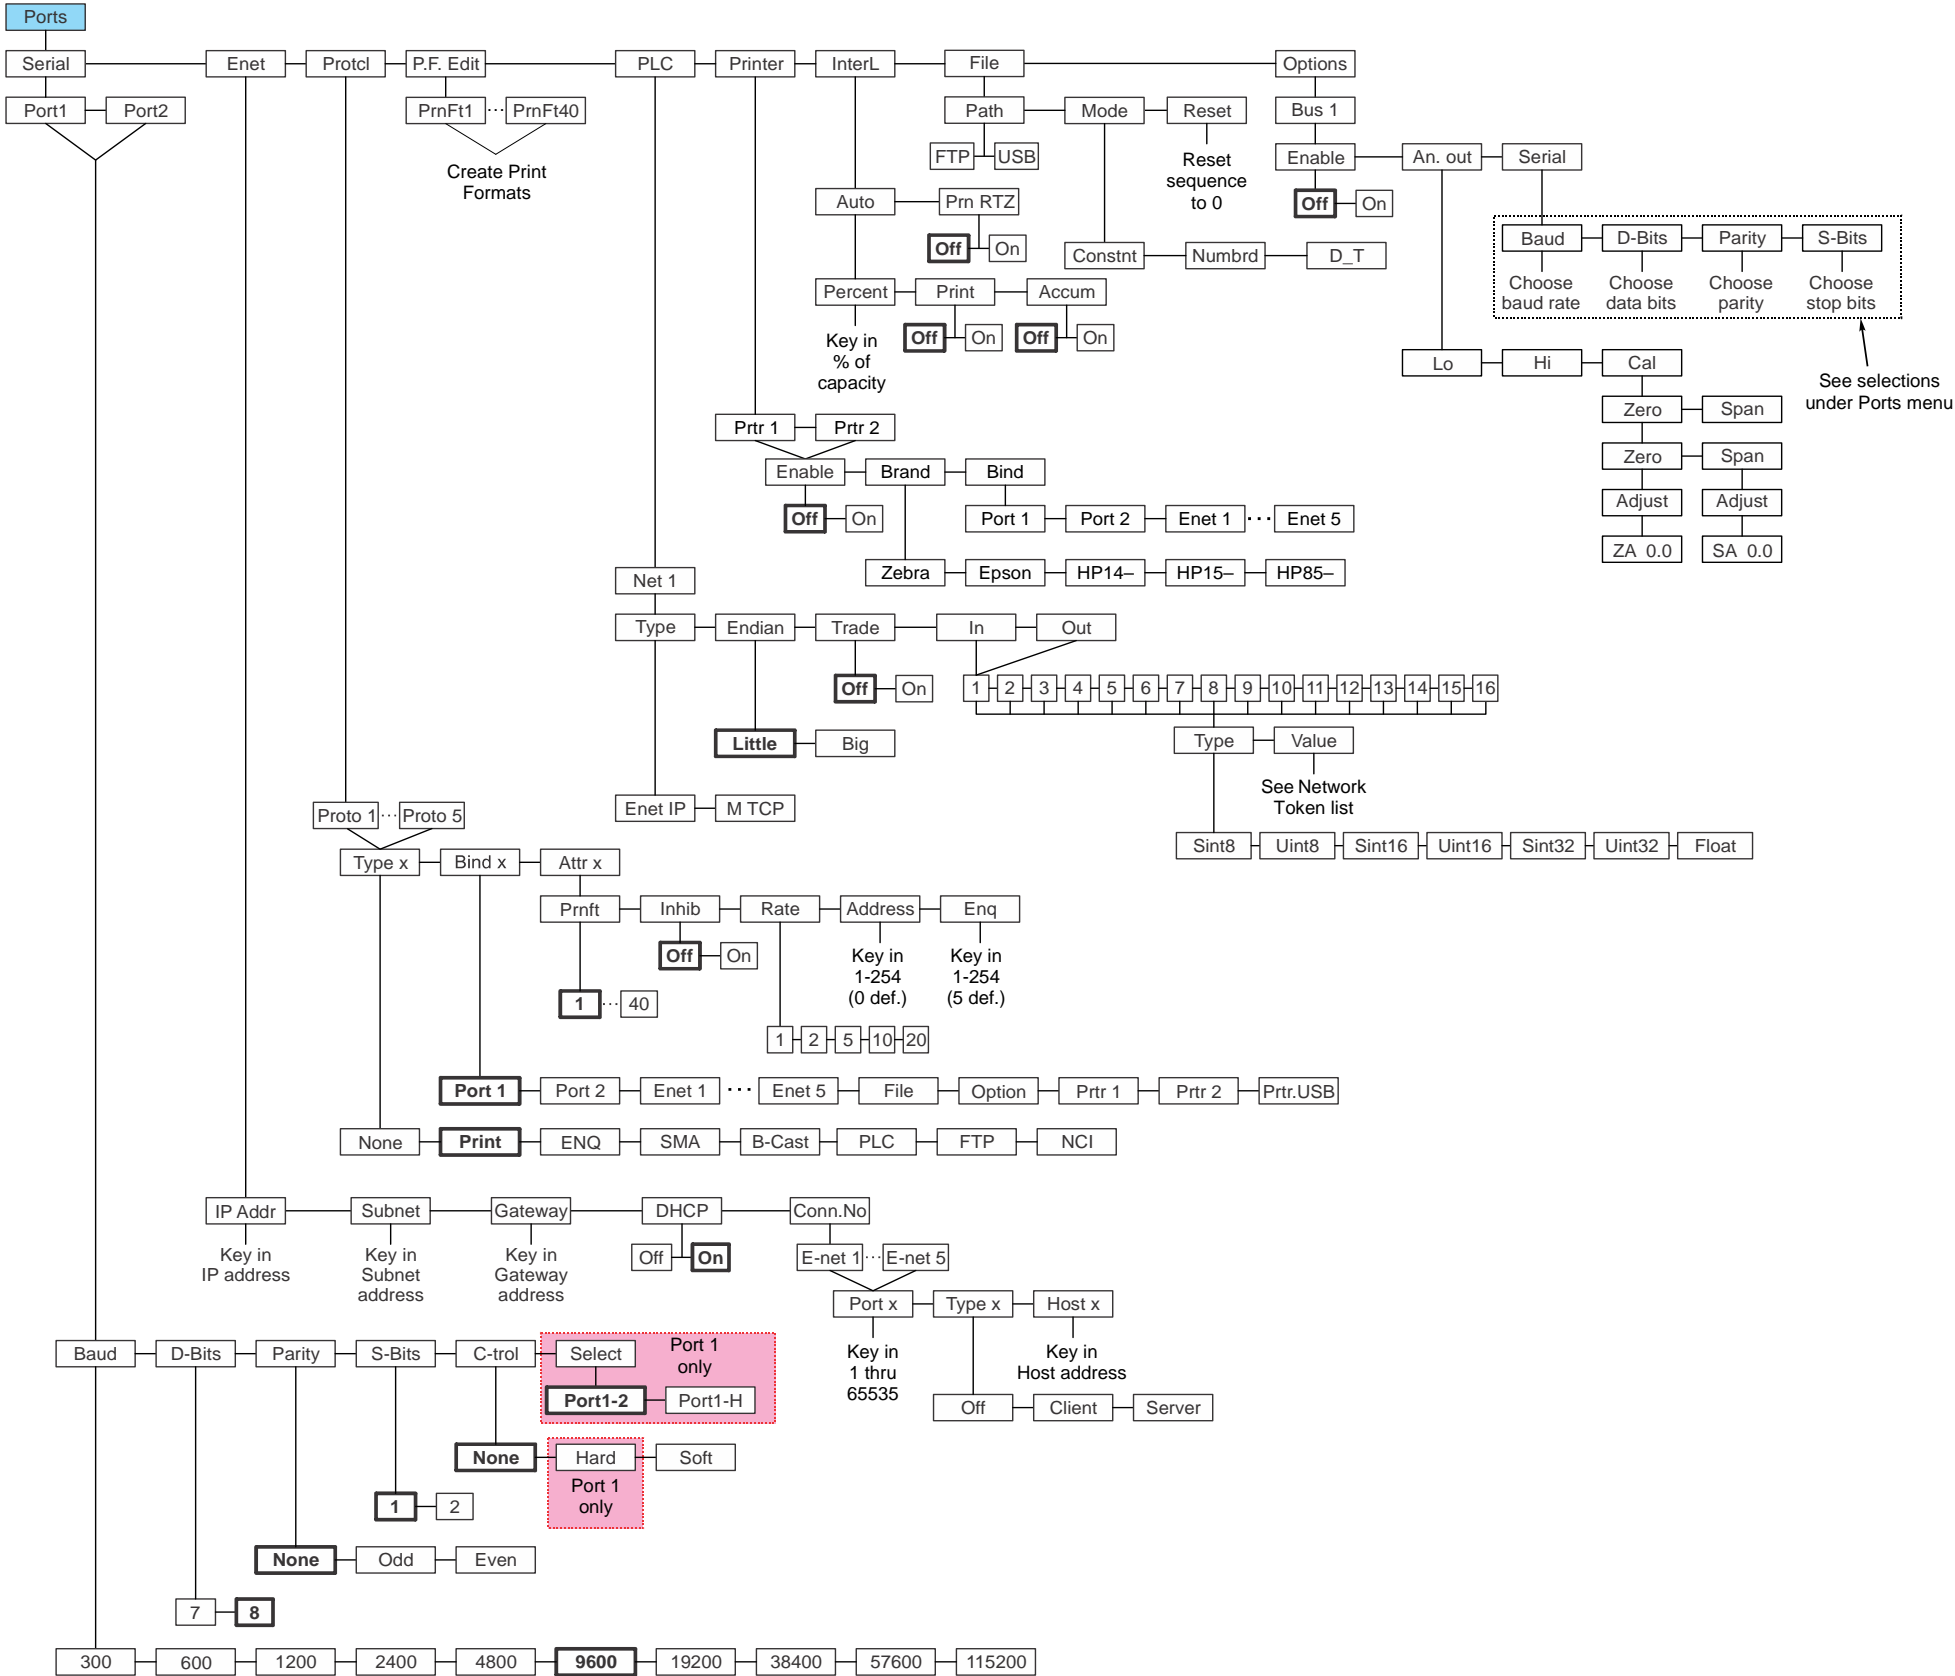 Ports
Serial Enet Protcl P.F. Edit PLC Printer InterL File Options
Port1 Port2 PrnFt1 ... PrnFt40 Path Mode Reset Bus 1
Create Print
Formats
FTP USB
Reset
sequence
to 0
Enable An. out Serial
Off On
Auto Prn RTZ
Off On
Constnt Numbrd D_T
Baud D-Bits Parity S-Bits
Choose
baud rate
Choose
data bits
Choose
parity
Choose
stop bits
Percent Print Accum
Key in
% of
capacity
Off On Off On
Lo Hi Cal
See selections
under Ports menu
Zero Span
Zero Span
Adjust Adjust
ZA 0.0 SA 0.0
Prtr 1 Prtr 2
Enable Brand Bind
Off On
Port 1 Port 2 Enet 1 ... Enet 5
Zebra Epson HP14– HP15– HP85–
Net 1
Type Endian Trade In Out
Off On
1 2 3 4 5 6 7 8 9 10 11 12 13 14 15 16
Little Big
Type Value
See Network
Token list
Enet IP M TCP
Sint8 Uint8 Sint16 Uint16 Sint32 Uint32 Float
Proto 1 ... Proto 5
Type x Bind x Attr x
Prnft Inhib Rate Address Enq
Off On
Key in
1-254
(0 def.)
Key in
1-254
(5 def.)
1 ... 40
1 2 5 10 20
Port 1 Port 2 Enet 1 ... Enet 5 File Option Prtr 1 Prtr 2 Prtr.USB
None Print ENQ SMA B-Cast PLC FTP NCI
IP Addr Subnet Gateway DHCP Conn.No
Key in
IP address
Key in
Subnet
address
Key in
Gateway
address
Off On
E-net 1 ... E-net 5
Port x Type x Host x
Key in
1 thru
65535
Key in
Host address
Off Client Server
Baud D-Bits Parity S-Bits C-trol Select
Port 1
only
Port1-2 Port1-H
None Hard Soft
Port 1
only
1 2
None Odd Even
7 8
300 600 1200 2400 4800 9600 19200 38400 57600 115200